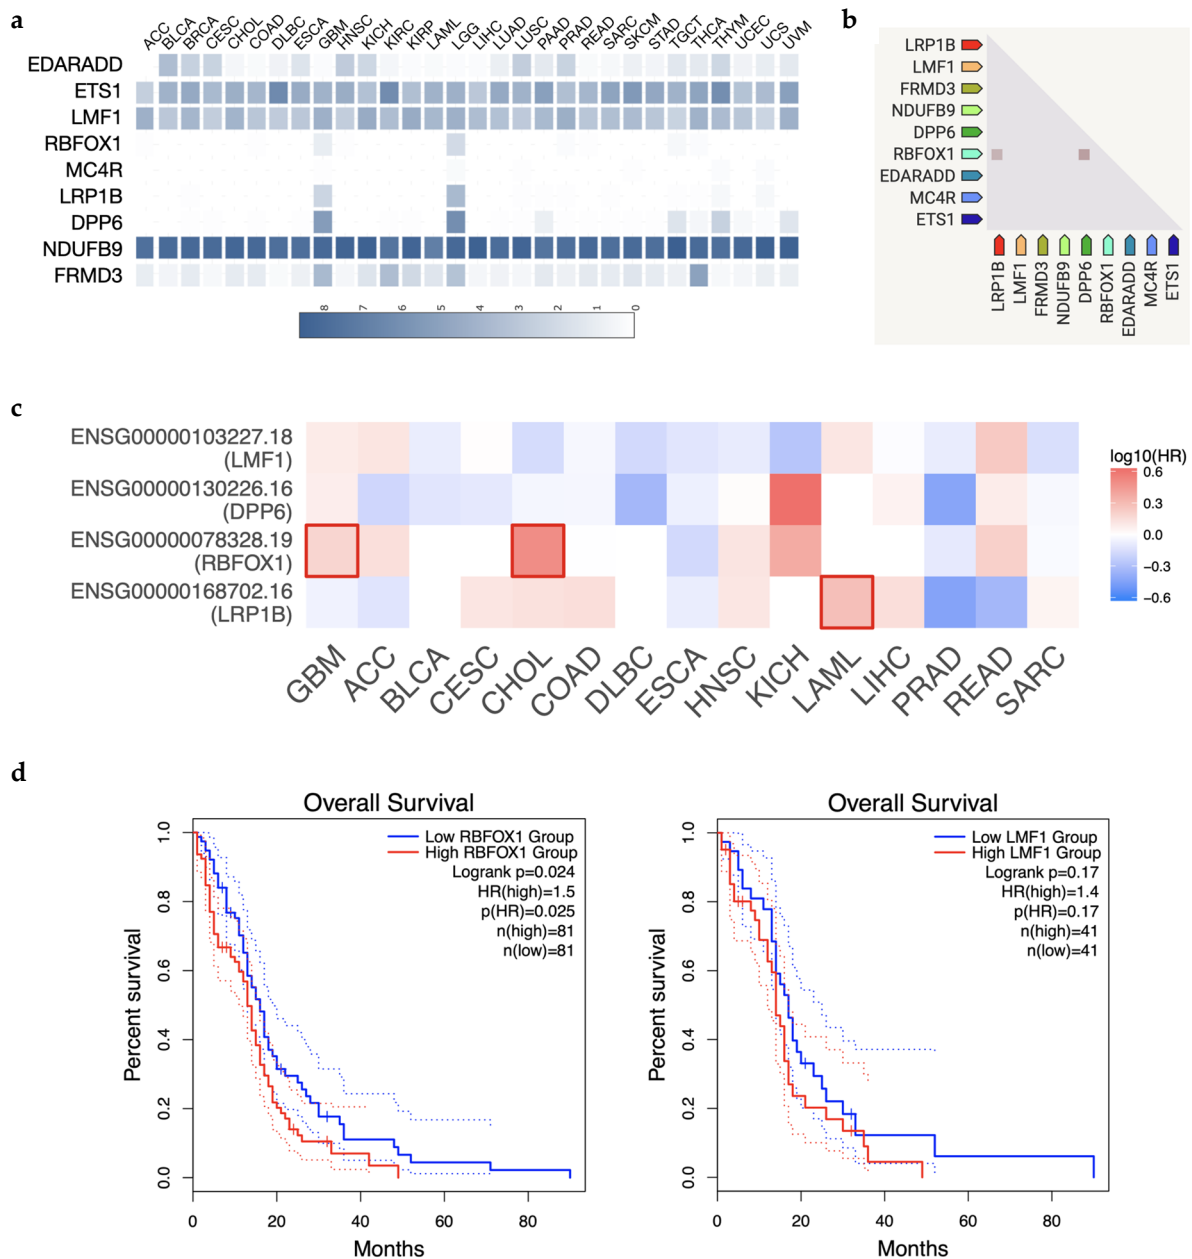 a
ACC BLCA BRCA CESC CHOL COAD DLBC ESCA GBM HNSC KICH KIRC KIRP LAML LGG LIHC LUAD LUSC PAAD PRAD READ SARC SKCM STAD TGCT THCA THYM UCEC UCS UVM
EDARADD
ETS1
LMF1
RBFOX1
MC4R
LRP1B
DPP6
NDUFB9
FRMD3
8 7 6 5 4 3 2 1 0
b
LRP1B
LMF1
FRMD3
NDUFB9
DPP6
RBFOX1
EDARADD
MC4R
ETS1
LRP1B LMF1 FRMD3 NDUFB9 DPP6 RBFOX1 EDARADD MC4R ETS1
c
ENSG00000103227.18
(LMF1)
ENSG00000130226.16
(DPP6)
ENSG00000078328.19
(RBFOX1)
ENSG00000168702.16
(LRP1B)
GBM ACC BLCA CESC CHOL COAD DLBC ESCA HNSC KICH LAML LIHC PRAD READ SARC
log10(HR)
0.6
0.3
0.0
−0.3
−0.6
d
Overall Survival
Low RBFOX1 Group
High RBFOX1 Group
Logrank p=0.024
HR(high)=1.5
p(HR)=0.025
n(high)=81
n(low)=81
Percent survival
1.0
0.8
0.6
0.4
0.2
0.0
0 20 40 60 80
Months
Overall Survival
Low LMF1 Group
High LMF1 Group
Logrank p=0.17
HR(high)=1.4
p(HR)=0.17
n(high)=41
n(low)=41
Percent survival
1.0
0.8
0.6
0.4
0.2
0.0
0 20 40 60 80
Months